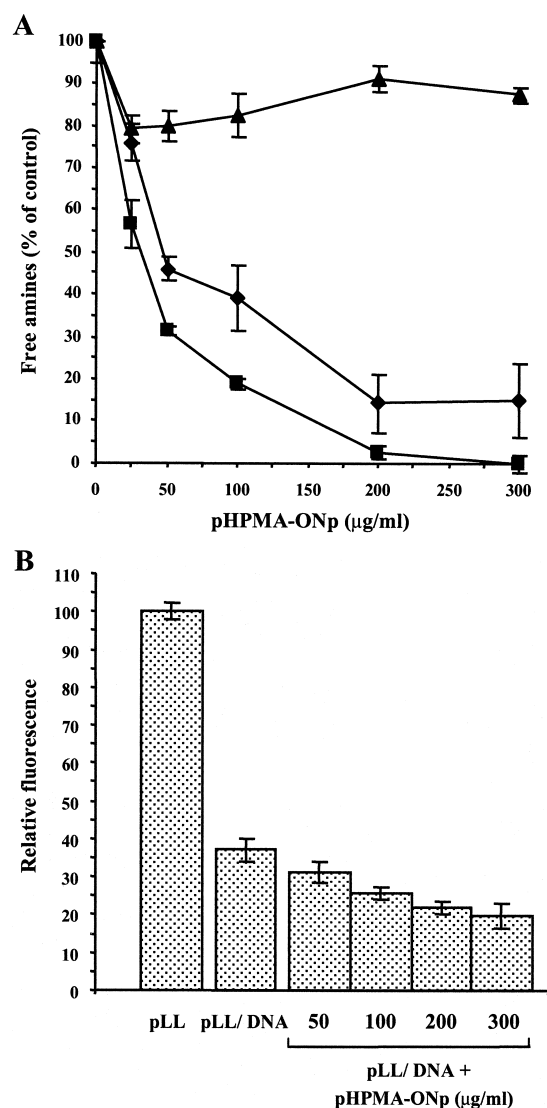 A
100
90
80
70
60
50
40
30
20
10
0
Free amines (% of control)
0 50 100 150 200 250 300
pHPMA-ONp (µg/ml)
B
110
100
90
80
70
60
50
40
30
20
10
0
Relative fluorescence
pLL pLL/ DNA 50 100 200 300
pLL/ DNA +
pHPMA-ONp (µg/ml)